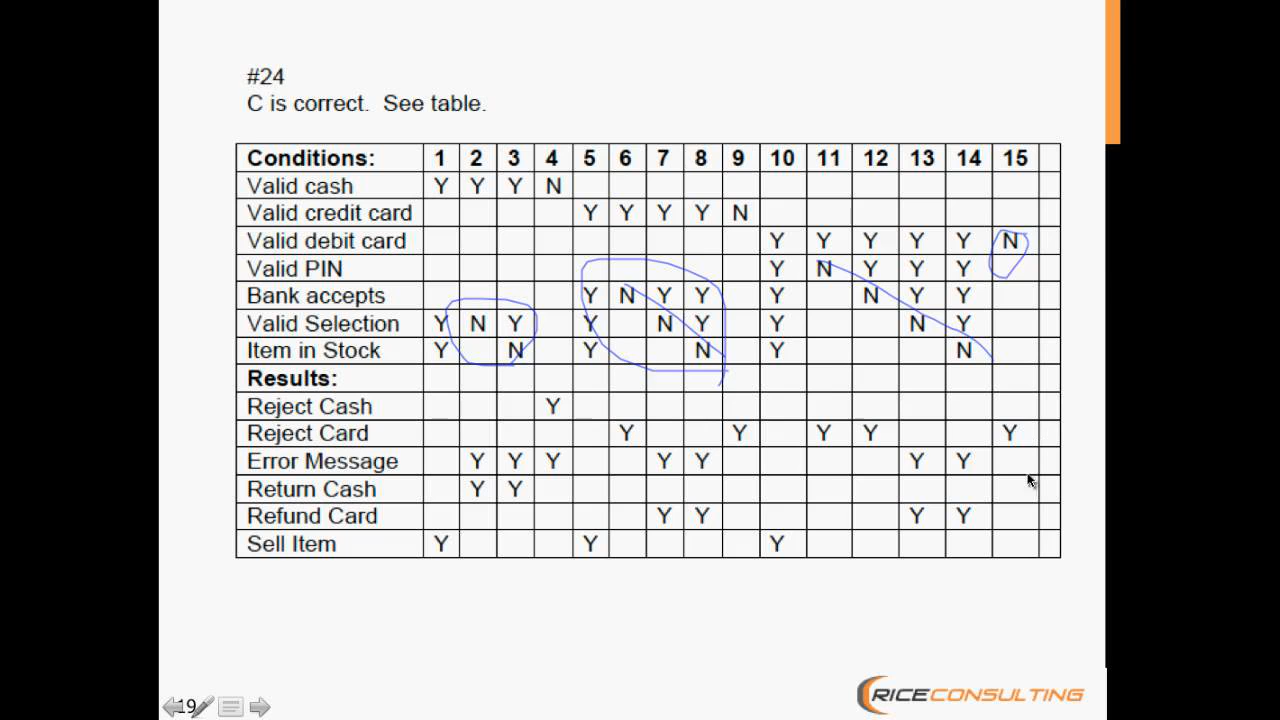 #24
C is correct. See table.
Conditions: 1 2 3 4 5 6 7 8 9 10 11 12 13 14 15
Valid cash Y Y Y N
Valid credit card Y Y Y Y N
Valid debit card Y Y Y Y Y N
Valid PIN Y N Y Y Y
Bank accepts Y N Y Y Y N Y Y
Valid Selection Y N Y Y N Y Y N Y
Item in Stock Y N Y N Y N
Results:
Reject Cash Y
Reject Card Y Y Y Y Y
Error Message Y Y Y Y Y Y Y
Return Cash Y Y
Refund Card Y Y Y Y
Sell Item Y Y Y
19
RICECONSULTING